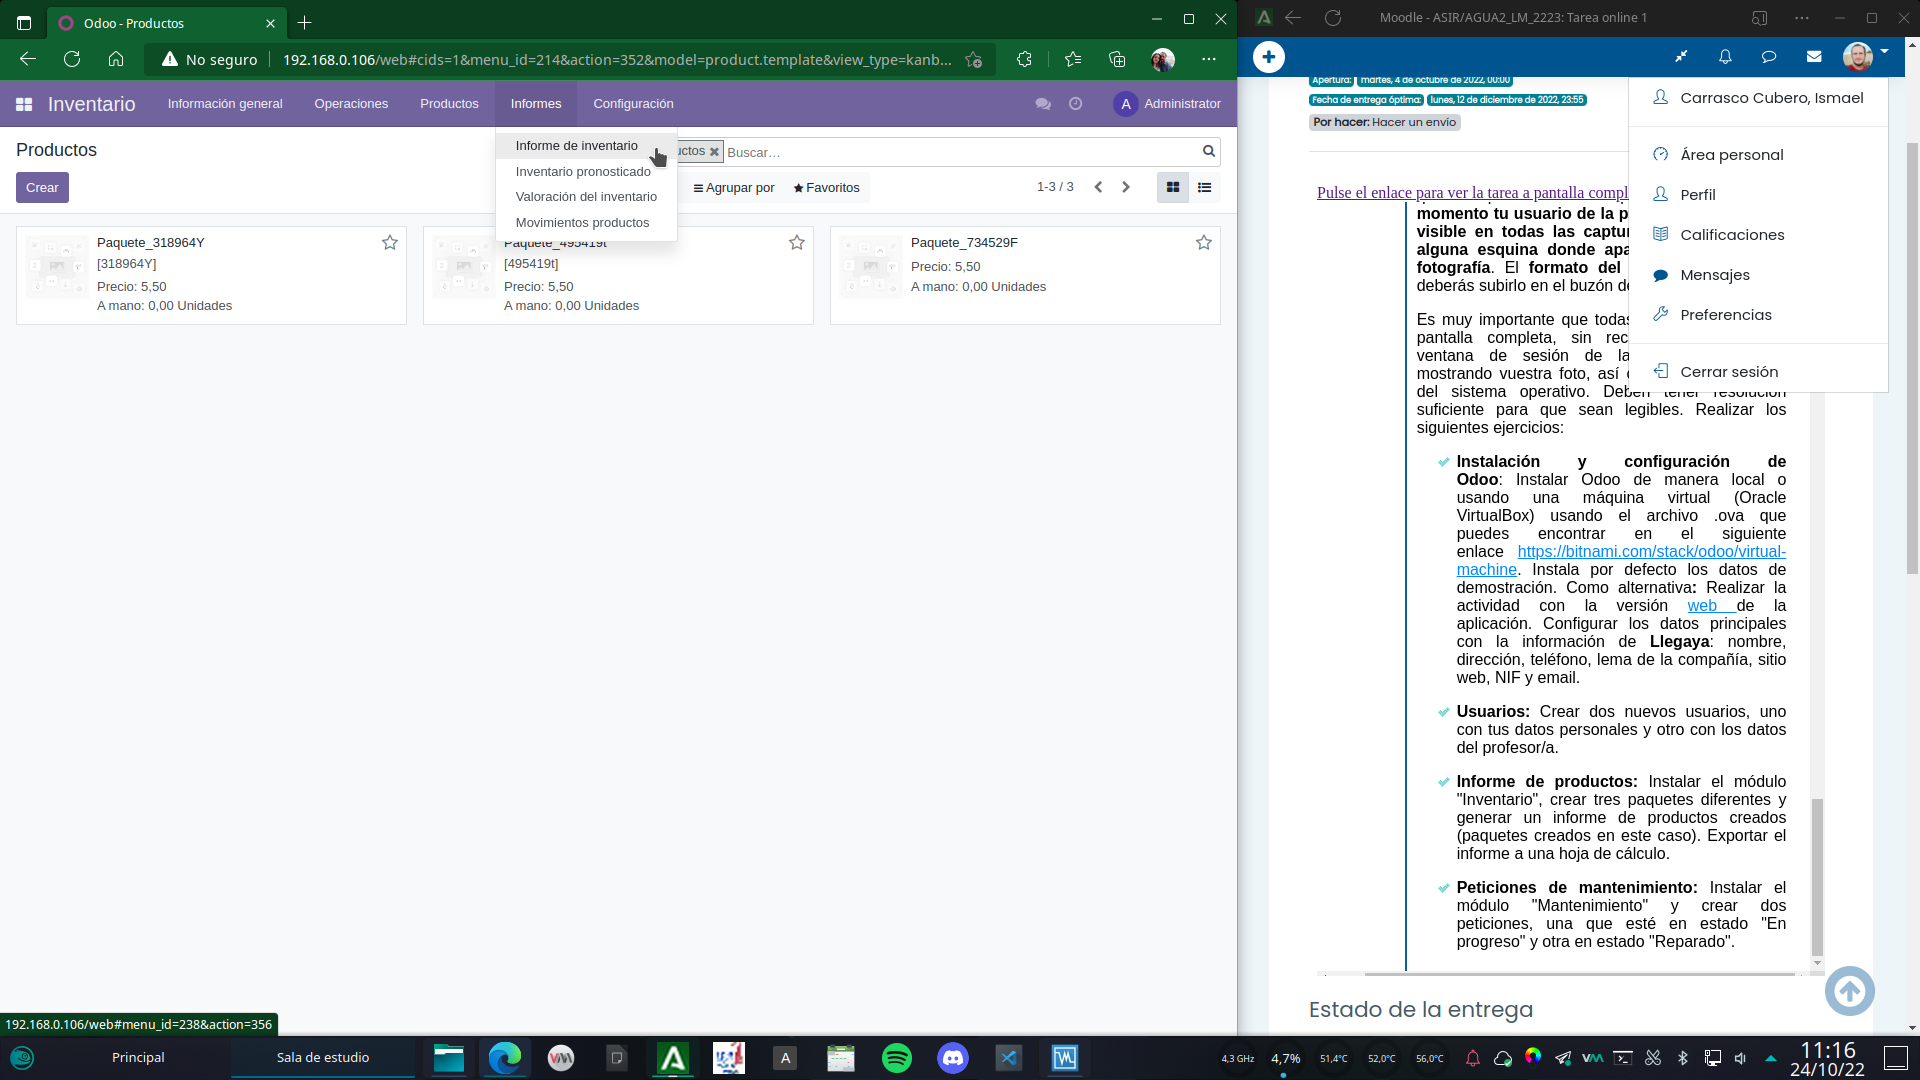 Odoo - Productos
No seguro
192.168.0.106/web#cids=1&menu_id=214&action=352&model=product.template&view_type=kanb...
Inventario
Información general
Operaciones
Productos
Informes
Configuración
A
Administrator
Productos
Informe de inventario
Inventario pronosticado
Valoración del inventario
Movimientos productos
uctos
Buscar...
Crear
Agrupar por
Favoritos
1-3 / 3
Paquete_318964Y
[318964Y]
Precio: 5,50
A mano: 0,00 Unidades
Paquete_495419t
[495419t]
Precio: 5,50
A mano: 0,00 Unidades
Paquete_734529F
Precio: 5,50
A mano: 0,00 Unidades
192.168.0.106/web#menu_id=238&action=356
Moodle - ASIR/AGUA2_LM_2223: Tarea online 1
Apertura: martes, 4 de octubre de 2022, 00:00
Fecha de entrega óptima: lunes, 12 de diciembre de 2022, 23:55
Por hacer: Hacer un envío
Carrasco Cubero, Ismael
Área personal
Perfil
Calificaciones
Mensajes
Preferencias
Cerrar sesión
Pulse el enlace para ver la tarea a pantalla compl
momento tu usuario de la p
visible en todas las captur
alguna esquina donde apa
fotografía. El formato del
deberás subirlo en el buzón de
Es muy importante que todas
pantalla completa, sin rec
ventana de sesión de la
mostrando vuestra foto, así
del sistema operativo. Deben tener resolución
suficiente para que sean legibles. Realizar los
siguientes ejercicios:
Instalación y configuración de
Odoo: Instalar Odoo de manera local o
usando una máquina virtual (Oracle
VirtualBox) usando el archivo .ova que
puedes encontrar en el siguiente
enlace https://bitnami.com/stack/odoo/virtual-
machine. Instala por defecto los datos de
demostración. Como alternativa: Realizar la
actividad con la versión web de la
aplicación. Configurar los datos principales
con la información de Llegaya: nombre,
dirección, teléfono, lema de la compañía, sitio
web, NIF y email.
Usuarios: Crear dos nuevos usuarios, uno
con tus datos personales y otro con los datos
del profesor/a.
Informe de productos: Instalar el módulo
"Inventario", crear tres paquetes diferentes y
generar un informe de productos creados
(paquetes creados en este caso). Exportar el
informe a una hoja de cálculo.
Peticiones de mantenimiento: Instalar el
módulo "Mantenimiento" y crear dos
peticiones, una que esté en estado "En
progreso" y otra en estado "Reparado".
Estado de la entrega
Principal
Sala de estudio
4,3 GHz
4,7%
51,4°C
52,0°C
56,0°C
11:16
24/10/22